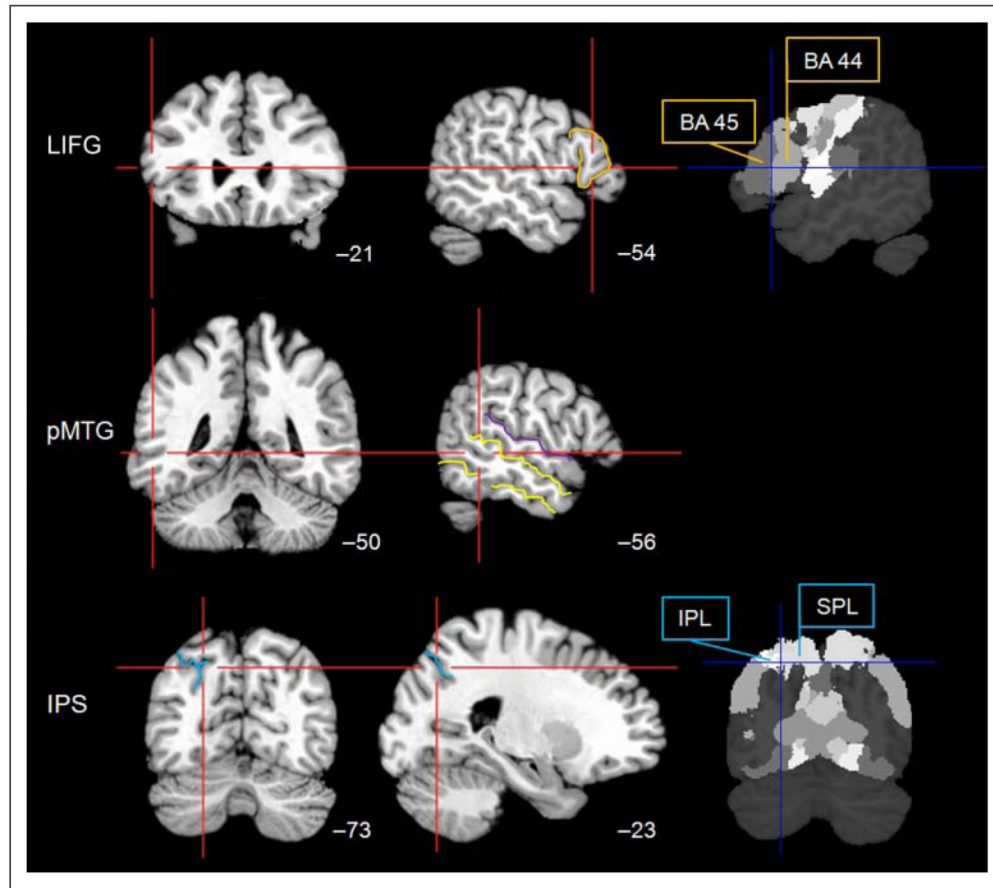 BA 44
BA 45
LIFG
–21
–54
pMTG
–50
–56
IPL
SPL
IPS
–73
–23